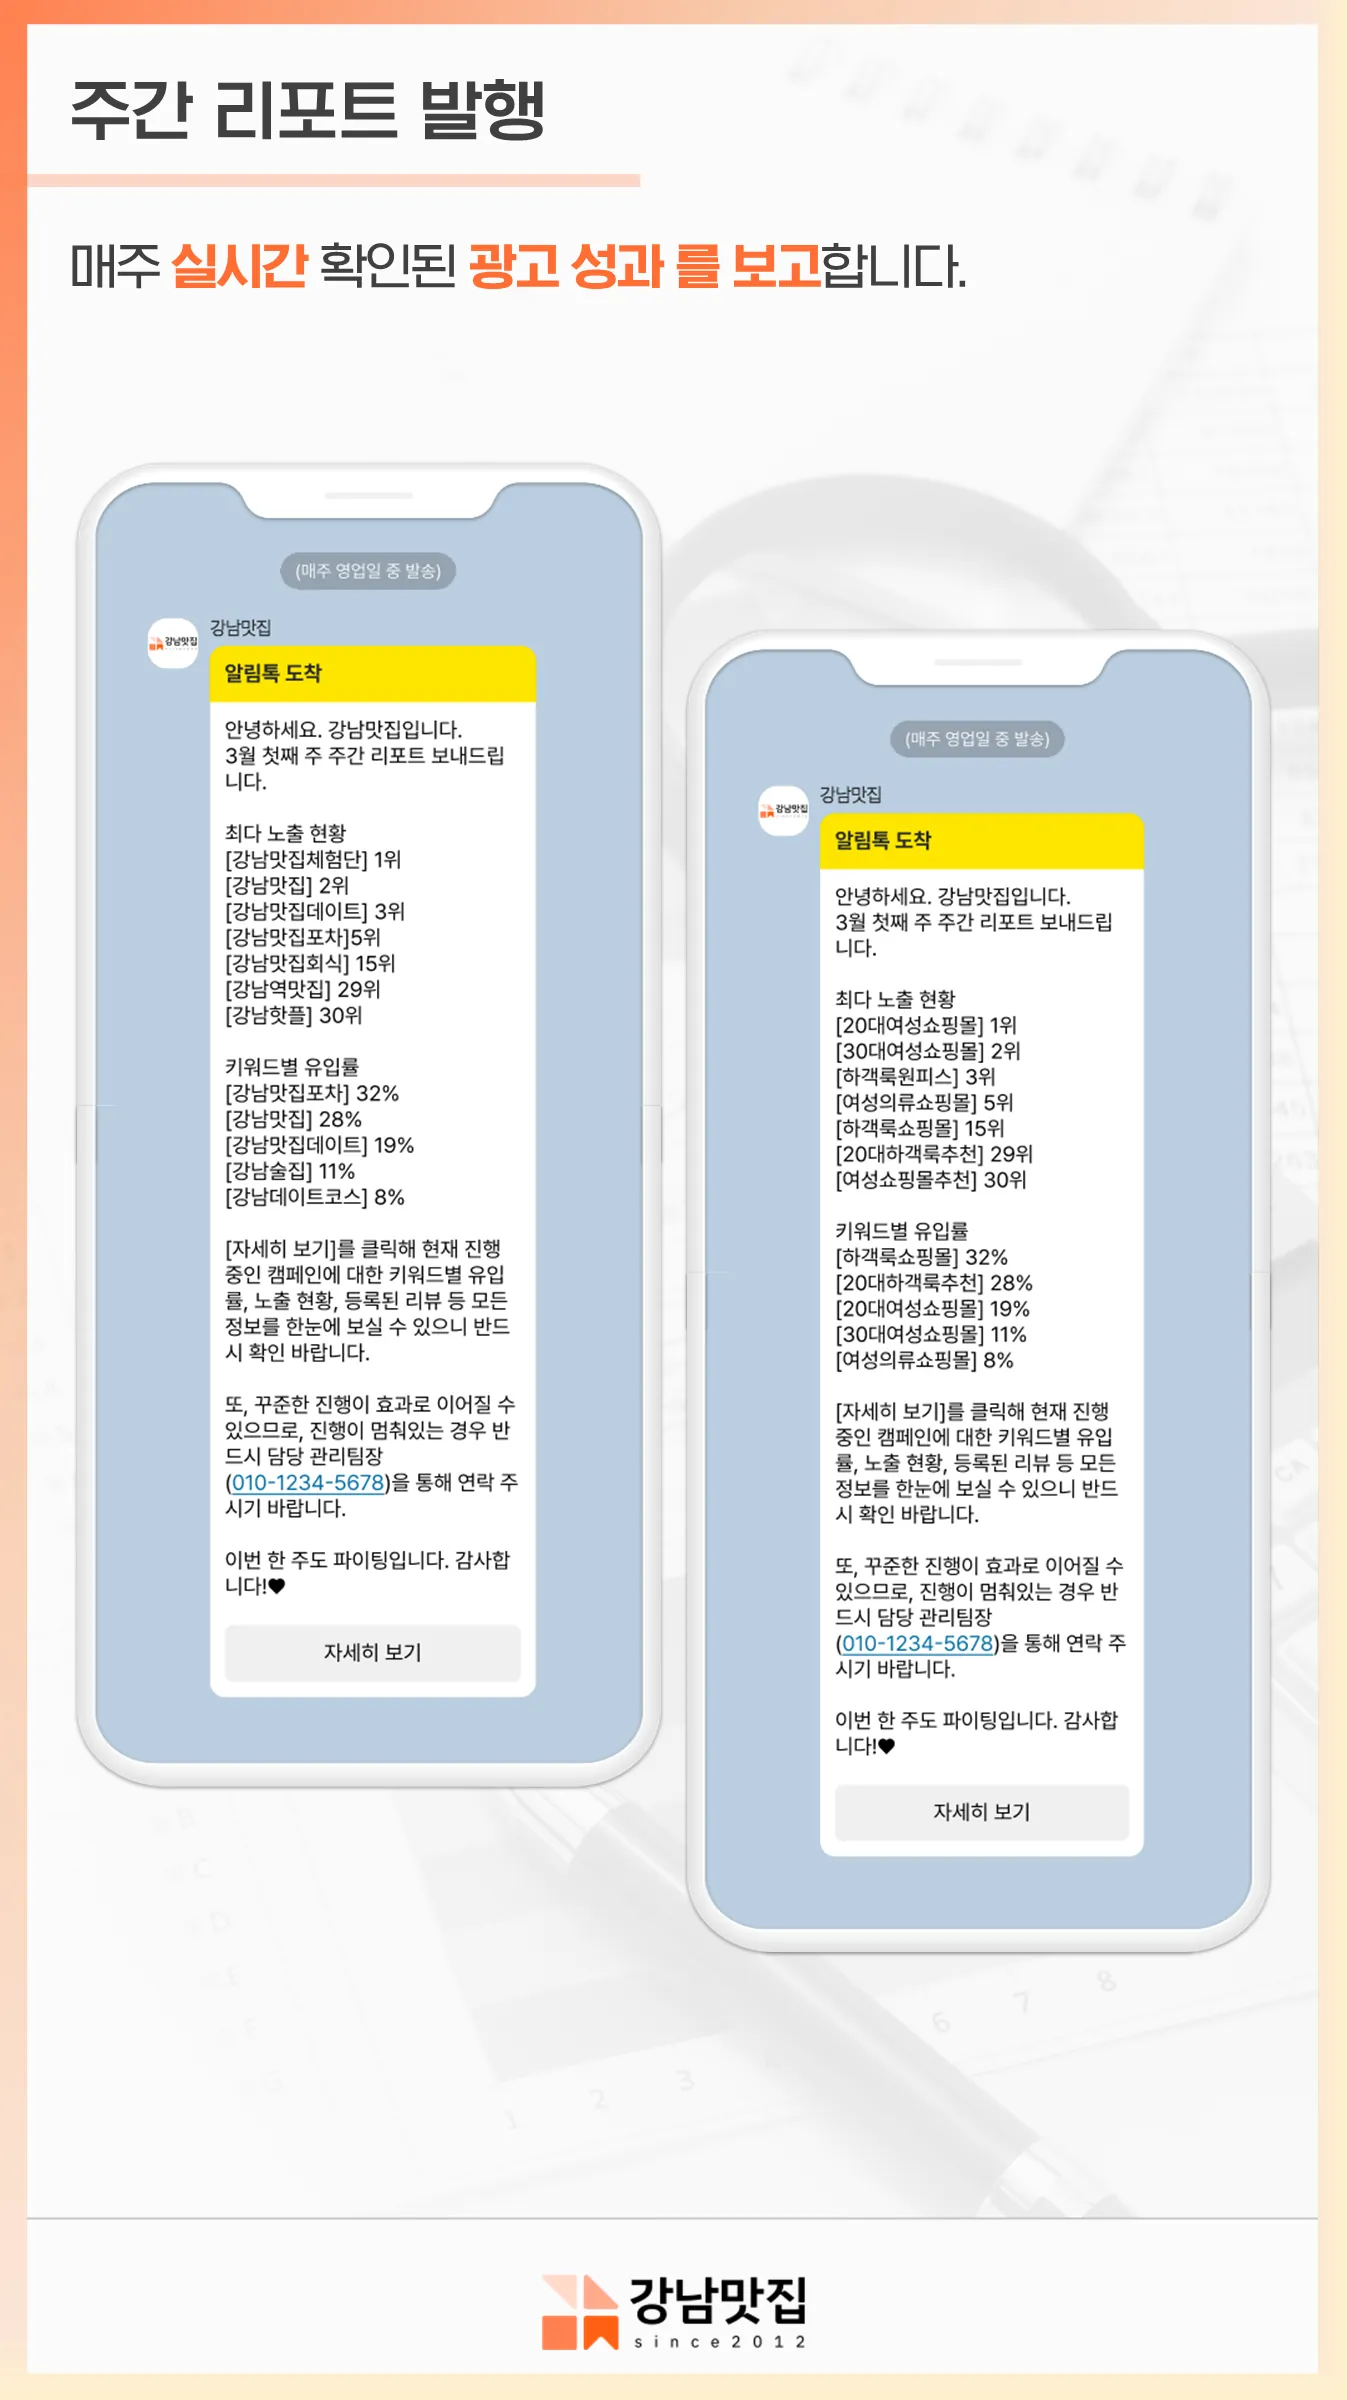 주간 리포트 발행
매주 실시간 확인된 광고 성과 를 보고합니다.
(매주 영업일 중 발송)
강남맛집
강남맛집
알림톡 도착
안녕하세요. 강남맛집입니다.
3월 첫째 주 주간 리포트 보내드립
니다.
최다 노출 현황
[강남맛집체험단] 1위
[강남맛집] 2위
[강남맛집데이트] 3위
[강남맛집포차]5위
[강남맛집회식] 15위
[강남역맛집] 29위
[강남핫플] 30위
키워드별 유입률
[강남맛집포차] 32%
[강남맛집] 28%
[강남맛집데이트] 19%
[강남술집] 11%
[강남데이트코스] 8%
[자세히 보기]를 클릭해 현재 진행
중인 캠페인에 대한 키워드별 유입
률, 노출 현황, 등록된 리뷰 등 모든
정보를 한눈에 보실 수 있으니 반드
시 확인 바랍니다.
또, 꾸준한 진행이 효과로 이어질 수
있으므로, 진행이 멈춰있는 경우 반
드시 담당 관리팀장
(010-1234-5678)을 통해 연락 주
시기 바랍니다.
이번 한 주도 파이팅입니다. 감사합
니다!♥
자세히 보기
(매주 영업일 중 발송)
강남맛집
강남맛집
알림톡 도착
안녕하세요. 강남맛집입니다.
3월 첫째 주 주간 리포트 보내드립
니다.
최다 노출 현황
[20대여성쇼핑몰] 1위
[30대여성쇼핑몰] 2위
[하객룩원피스] 3위
[여성의류쇼핑몰] 5위
[하객룩쇼핑몰] 15위
[20대하객룩추천] 29위
[여성쇼핑몰추천] 30위
키워드별 유입률
[하객룩쇼핑몰] 32%
[20대하객룩추천] 28%
[20대여성쇼핑몰] 19%
[30대여성쇼핑몰] 11%
[여성의류쇼핑몰] 8%
[자세히 보기]를 클릭해 현재 진행
중인 캠페인에 대한 키워드별 유입
률, 노출 현황, 등록된 리뷰 등 모든
정보를 한눈에 보실 수 있으니 반드
시 확인 바랍니다.
또, 꾸준한 진행이 효과로 이어질 수
있으므로, 진행이 멈춰있는 경우 반
드시 담당 관리팀장
(010-1234-5678)을 통해 연락 주
시기 바랍니다.
이번 한 주도 파이팅입니다. 감사합
니다!♥
자세히 보기
B
C
D
E
F
G
1 2 3
6 7 8
CA
강남맛집
since2012